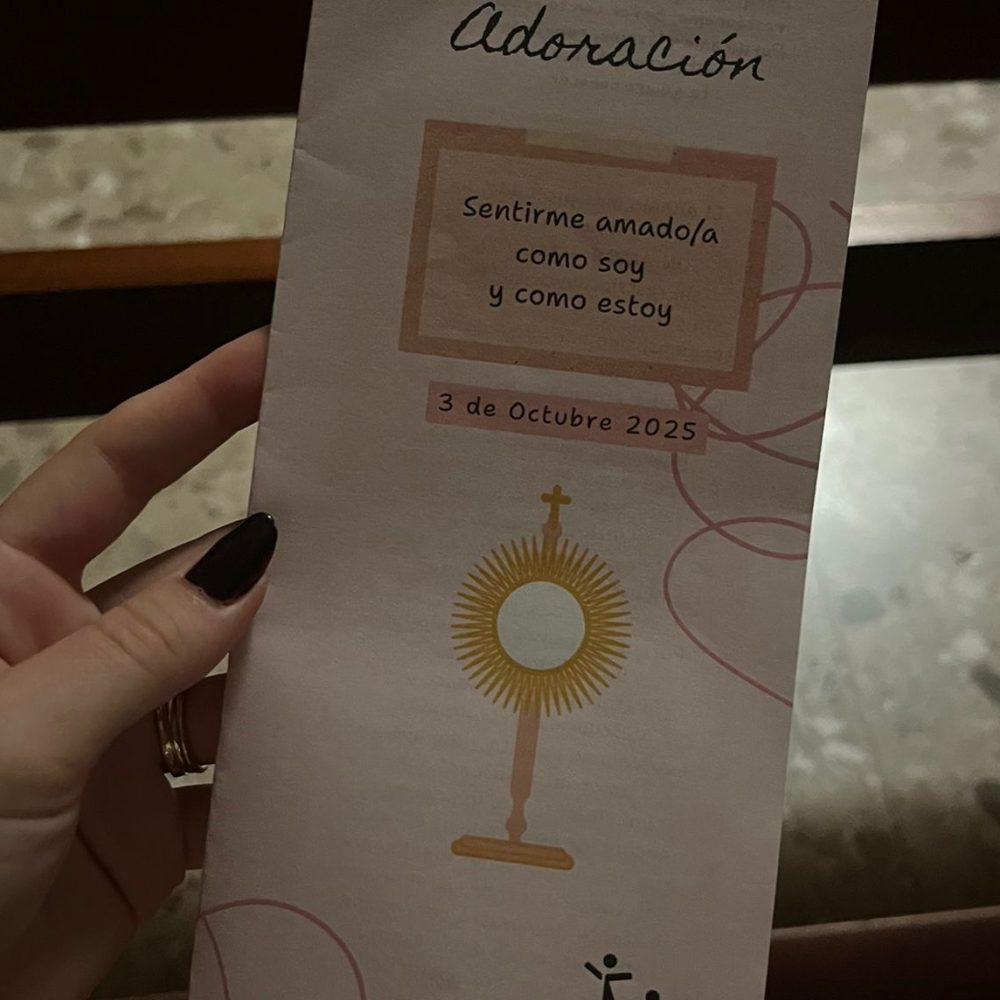 Adoración
Sentirme amado/a
como soy
y como estoy
3 de Octubre 2025